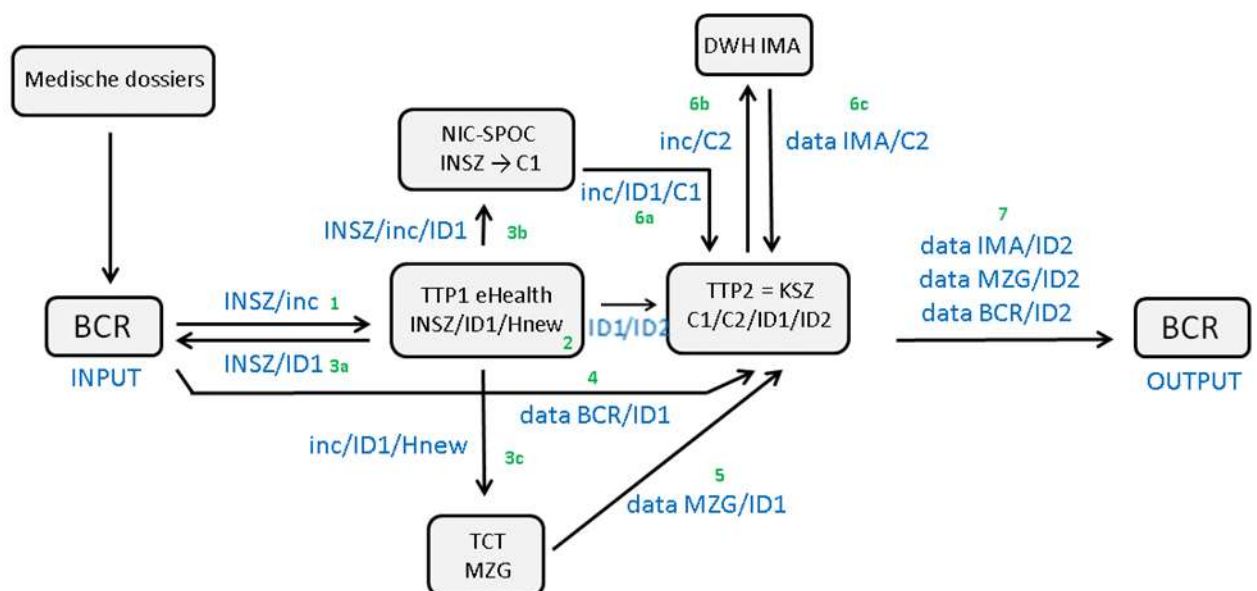 DWH IMA
Medische dossiers
6b
6c
inc/C2
data IMA/C2
NIC-SPOC
INSZ → C1
inc/ID1/C1
6a
7
INSZ/inc/ID1
3b
data IMA/ID2
data MZG/ID2
data BCR/ID2
BCR
INPUT
INSZ/inc 1
INSZ/ID1 3a
TTP1 eHealth
INSZ/ID1/Hnew
2
ID1/ID2
TTP2 = KSZ
C1/C2/ID1/ID2
BCR
OUTPUT
4
data BCR/ID1
inc/ID1/Hnew
3c
5
data MZG/ID1
TCT
MZG